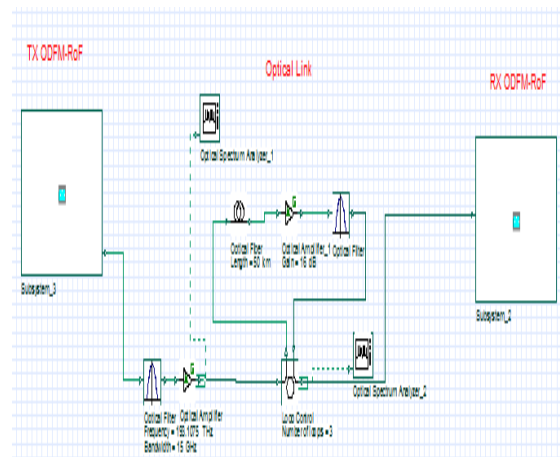 TX ODFM-RoF
Optical Link
RX ODFM-RoF
Optical Spectrum Analyzer_1
Optical Fiber
Length = 50 km
Optical Amplifier_1
Gain = 16 dB
Optical Filter
Subsystem_3
Subsystem_2
Optical Spectrum Analyzer_2
Optical Filter
Frequency = 193.1075 THz
Bandwidth = 15 GHz
Optical Amplifier
Loop Control
Number of loops = 3